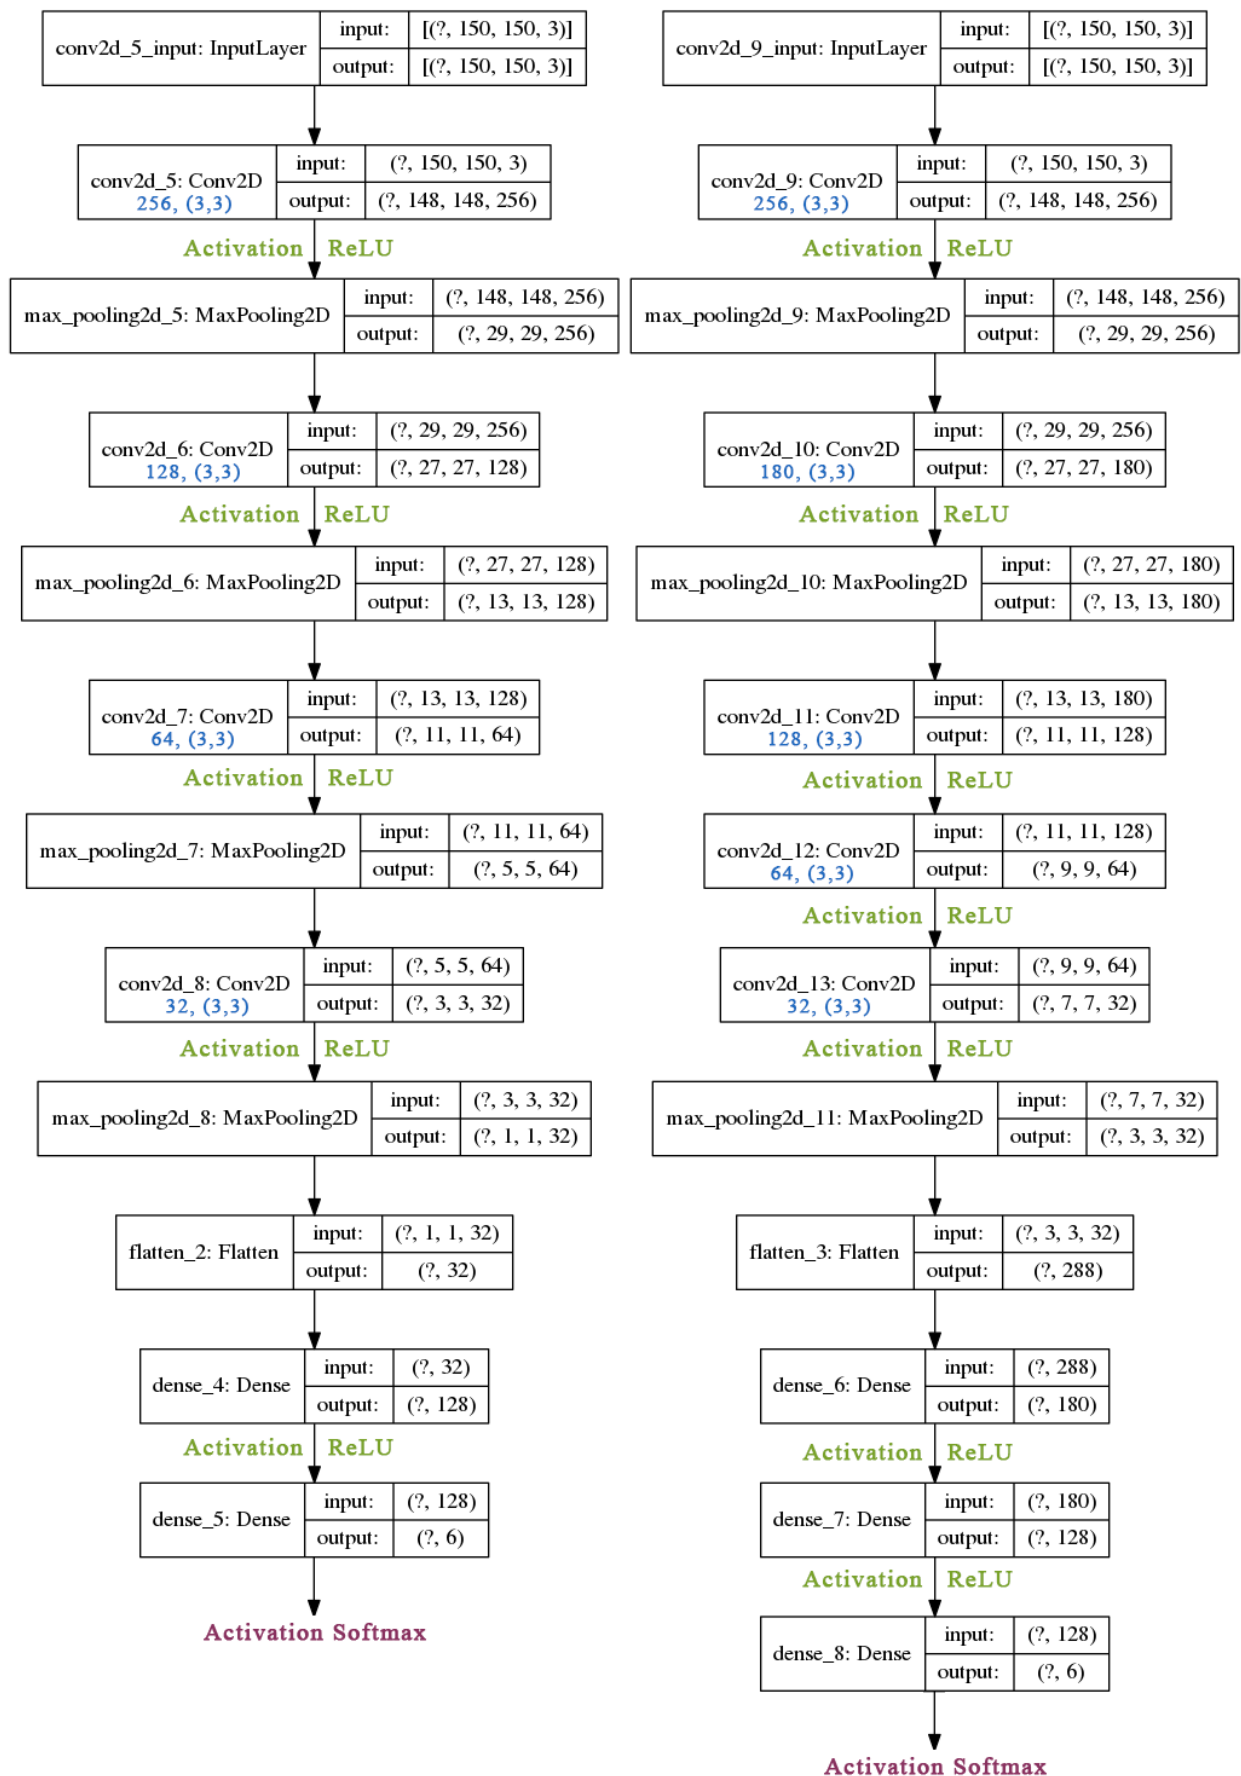 conv2d_5_input: InputLayer
input:
[(?, 150, 150, 3)]
output:
[(?, 150, 150, 3)]
conv2d_5: Conv2D
256, (3,3)
input:
(?, 150, 150, 3)
output:
(?, 148, 148, 256)
Activation ReLU
max_pooling2d_5: MaxPooling2D
input:
(?, 148, 148, 256)
output:
(?, 29, 29, 256)
conv2d_6: Conv2D
128, (3,3)
input:
(?, 29, 29, 256)
output:
(?, 27, 27, 128)
Activation ReLU
max_pooling2d_6: MaxPooling2D
input:
(?, 27, 27, 128)
output:
(?, 13, 13, 128)
conv2d_7: Conv2D
64, (3,3)
input:
(?, 13, 13, 128)
output:
(?, 11, 11, 64)
Activation ReLU
max_pooling2d_7: MaxPooling2D
input:
(?, 11, 11, 64)
output:
(?, 5, 5, 64)
conv2d_8: Conv2D
32, (3,3)
input:
(?, 5, 5, 64)
output:
(?, 3, 3, 32)
Activation ReLU
max_pooling2d_8: MaxPooling2D
input:
(?, 3, 3, 32)
output:
(?, 1, 1, 32)
flatten_2: Flatten
input:
(?, 1, 1, 32)
output:
(?, 32)
dense_4: Dense
input:
(?, 32)
output:
(?, 128)
Activation ReLU
dense_5: Dense
input:
(?, 128)
output:
(?, 6)
Activation Softmax
conv2d_9_input: InputLayer
input:
[(?, 150, 150, 3)]
output:
[(?, 150, 150, 3)]
conv2d_9: Conv2D
256, (3,3)
input:
(?, 150, 150, 3)
output:
(?, 148, 148, 256)
Activation ReLU
max_pooling2d_9: MaxPooling2D
input:
(?, 148, 148, 256)
output:
(?, 29, 29, 256)
conv2d_10: Conv2D
180, (3,3)
input:
(?, 29, 29, 256)
output:
(?, 27, 27, 180)
Activation ReLU
max_pooling2d_10: MaxPooling2D
input:
(?, 27, 27, 180)
output:
(?, 13, 13, 180)
conv2d_11: Conv2D
128, (3,3)
input:
(?, 13, 13, 180)
output:
(?, 11, 11, 128)
Activation ReLU
conv2d_12: Conv2D
64, (3,3)
input:
(?, 11, 11, 128)
output:
(?, 9, 9, 64)
Activation ReLU
conv2d_13: Conv2D
32, (3,3)
input:
(?, 9, 9, 64)
output:
(?, 7, 7, 32)
Activation ReLU
max_pooling2d_11: MaxPooling2D
input:
(?, 7, 7, 32)
output:
(?, 3, 3, 32)
flatten_3: Flatten
input:
(?, 3, 3, 32)
output:
(?, 288)
dense_6: Dense
input:
(?, 288)
output:
(?, 180)
Activation ReLU
dense_7: Dense
input:
(?, 180)
output:
(?, 128)
Activation ReLU
dense_8: Dense
input:
(?, 128)
output:
(?, 6)
Activation Softmax